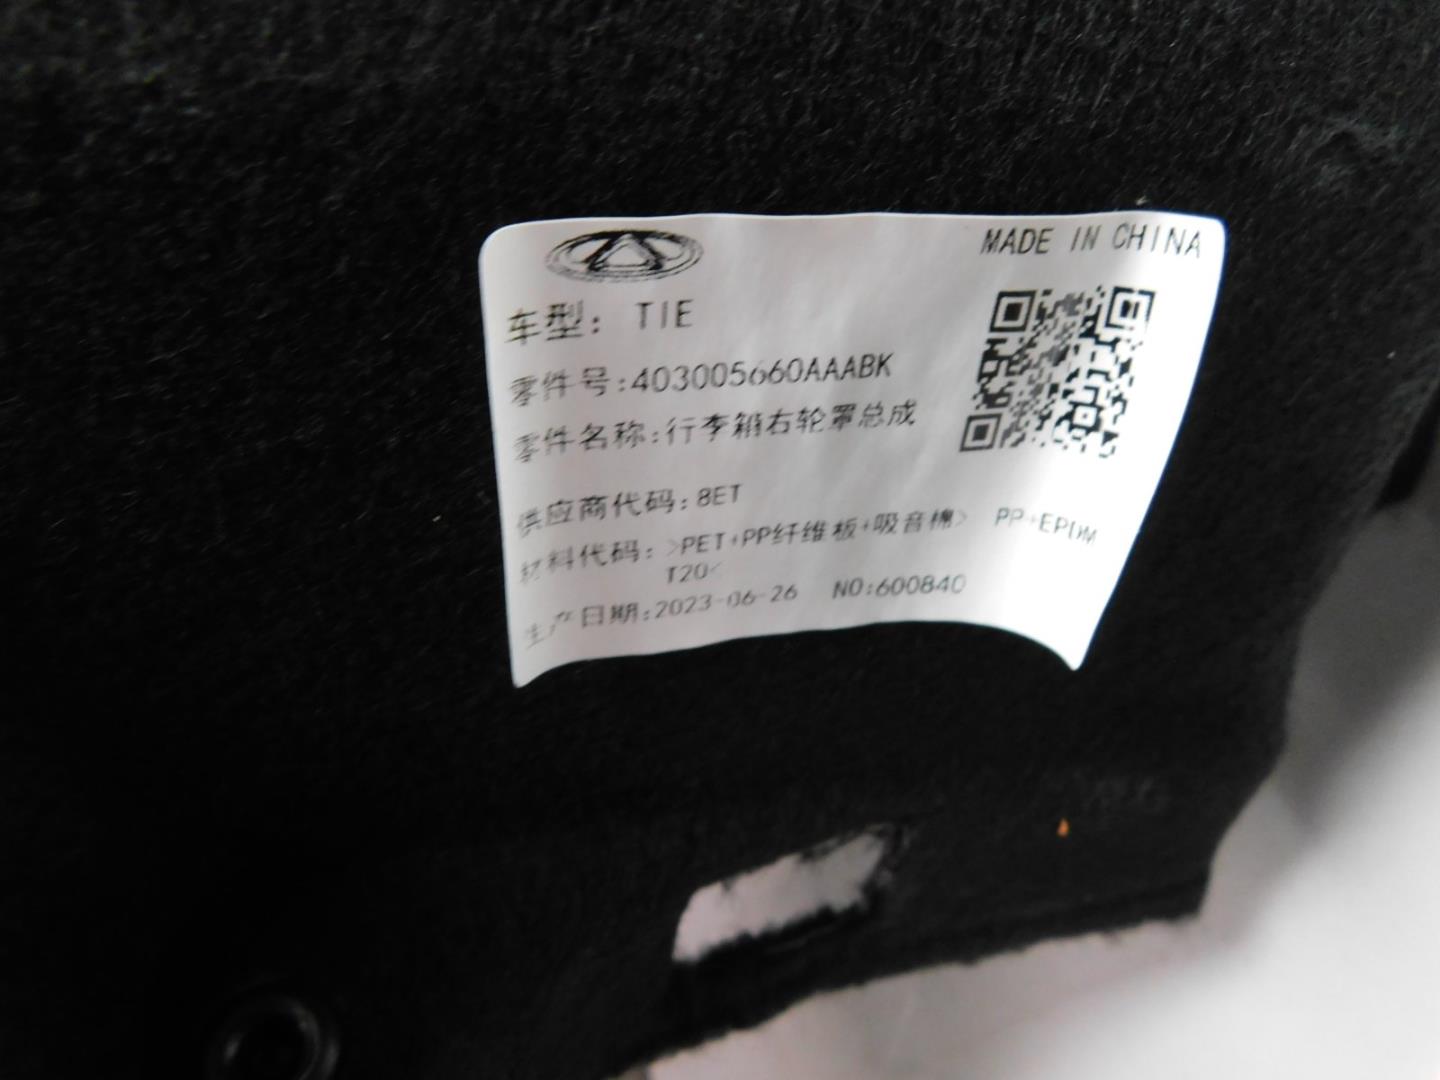 MADE IN CHINA
车型: T1E
零件号:403005660AAABK
零件名称:行李箱右轮罩总成
供应商代码:8ET
材料代码: >PET+PP纤维板+吸音棉> PP+EPDM
T20<
生产日期:2023-06-26 NO:600840